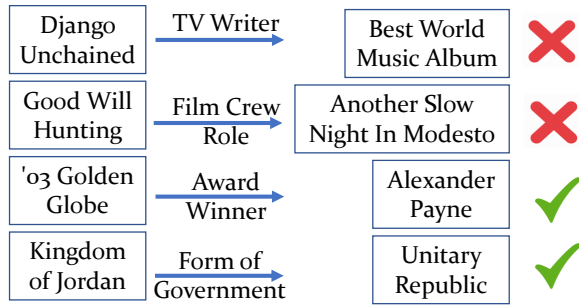 Django
Unchained
TV Writer
Best World
Music Album
Good Will
Hunting
Film Crew
Role
Another Slow
Night In Modesto
'03 Golden
Globe
Award
Winner
Alexander
Payne
Kingdom
of Jordan
Form of
Government
Unitary
Republic